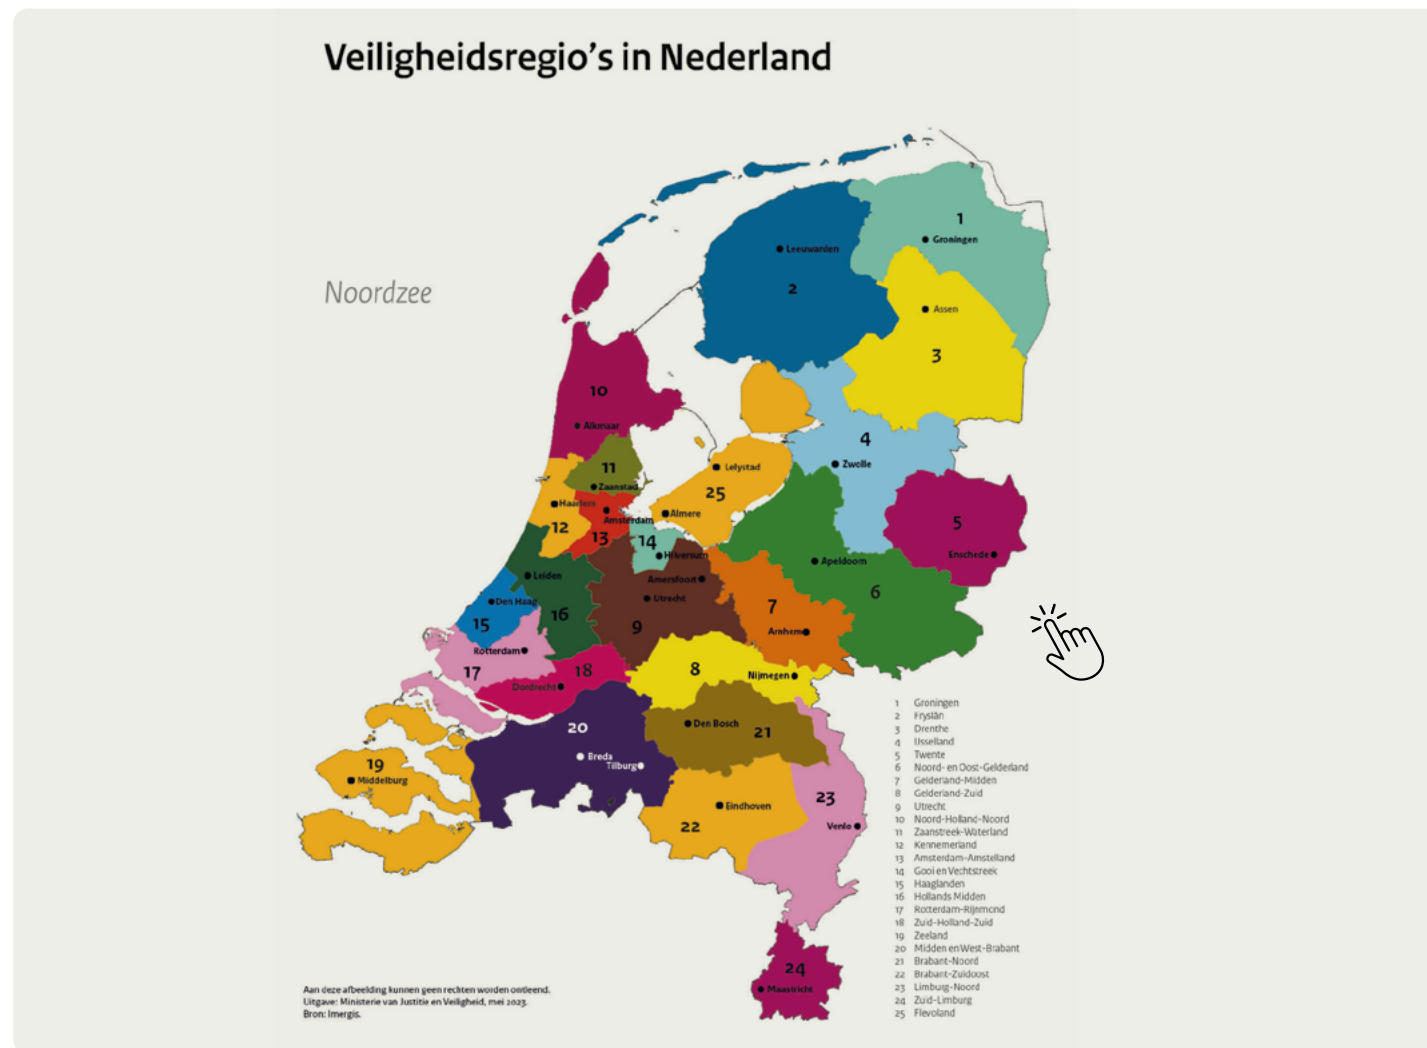 Veiligheidsregio's in Nederland
Noordzee
1
Groningen
Leeuwarden
2
Assen
3
10
Alkmaar
4
Zwolle
11
Zaanstad
Lelystad
25
Haarlem
Almere
12
Amsterdam
13
14
Hilversum
5
Enschede
Leiden
Amersfoort
Apeldoorn
Den Haag
16
Utrecht
7
6
15
9
Arnhem
Rotterdam
17
18
8
Nijmegen
Dordrecht
20
Den Bosch
21
19
Middelburg
Breda
Tilburg
Eindhoven
22
23
Venlo
24
Maastricht
1 Groningen
2 Fryslân
3 Drenthe
4 IJsselland
5 Twente
6 Noord- en Oost-Gelderland
7 Gelderland-Midden
8 Gelderland-Zuid
9 Utrecht
10 Noord-Holland-Noord
11 Zaanstreek-Waterland
12 Kennemerland
13 Amsterdam-Amstelland
14 Gooi en Vechtstreek
15 Haaglanden
16 Hollands Midden
17 Rotterdam-Rijnmond
18 Zuid-Holland-Zuid
19 Zeeland
20 Midden en West-Brabant
21 Brabant-Noord
22 Brabant-Zuidoost
23 Limburg-Noord
24 Zuid-Limburg
25 Flevoland
Aan deze afbeelding kunnen geen rechten worden ontleend.
Uitgave: Ministerie van Justitie en Veiligheid, mei 2023.
Bron: Imergis.